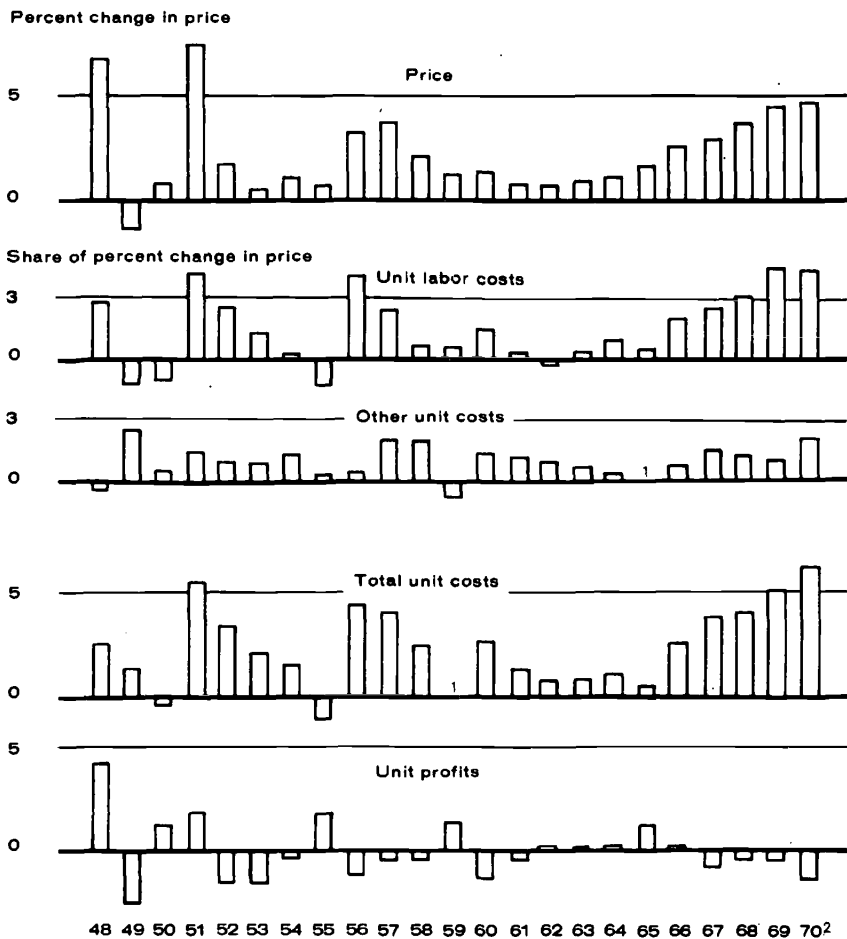 Percent change in price
Price
5
0
Share of percent change in price
Unit labor costs
3
0
3
Other unit costs
0
1
Total unit costs
5
0
1
5
Unit profits
0
48 49 50 51 52 53 54 55 56 57 58 59 60 61 62 63 64 65 66 67 68 69 70²